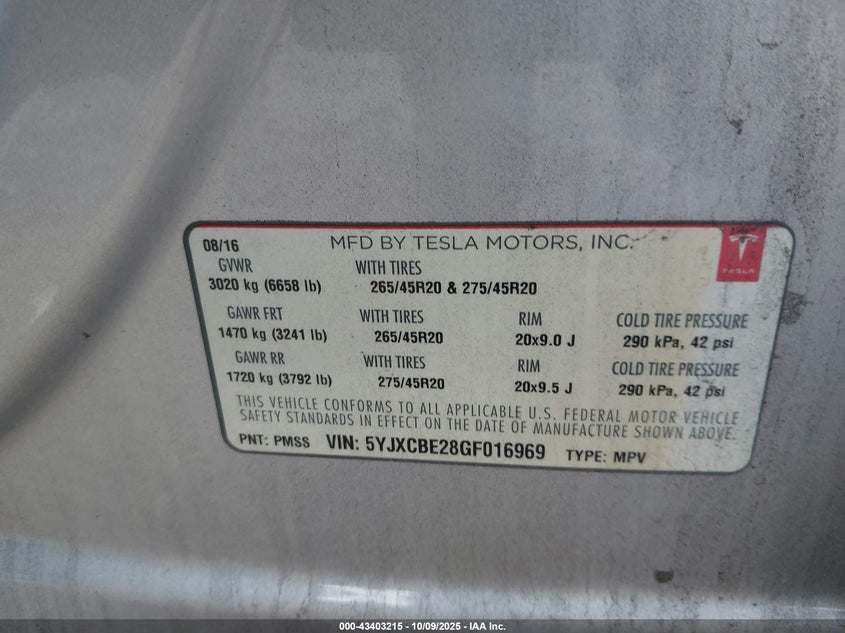 08/16 MFD BY TESLA MOTORS, INC.
TESLA
GVWR WITH TIRES
3020 kg (6658 lb) 265/45R20 & 275/45R20
GAWR FRT WITH TIRES RIM COLD TIRE PRESSURE
1470 kg (3241 lb) 265/45R20 20x9.0 J 290 kPa, 42 psi
GAWR RR WITH TIRES RIM COLD TIRE PRESSURE
1720 kg (3792 lb) 275/45R20 20x9.5 J 290 kPa, 42 psi
THIS VEHICLE CONFORMS TO ALL APPLICABLE U.S. FEDERAL MOTOR VEHICLE
SAFETY STANDARDS IN EFFECT ON THE DATE OF MANUFACTURE SHOWN ABOVE.
PNT: PMSS VIN: 5YJXCBE28GF016969 TYPE: MPV
000-43403215 - 10/09/2025 - IAA Inc.